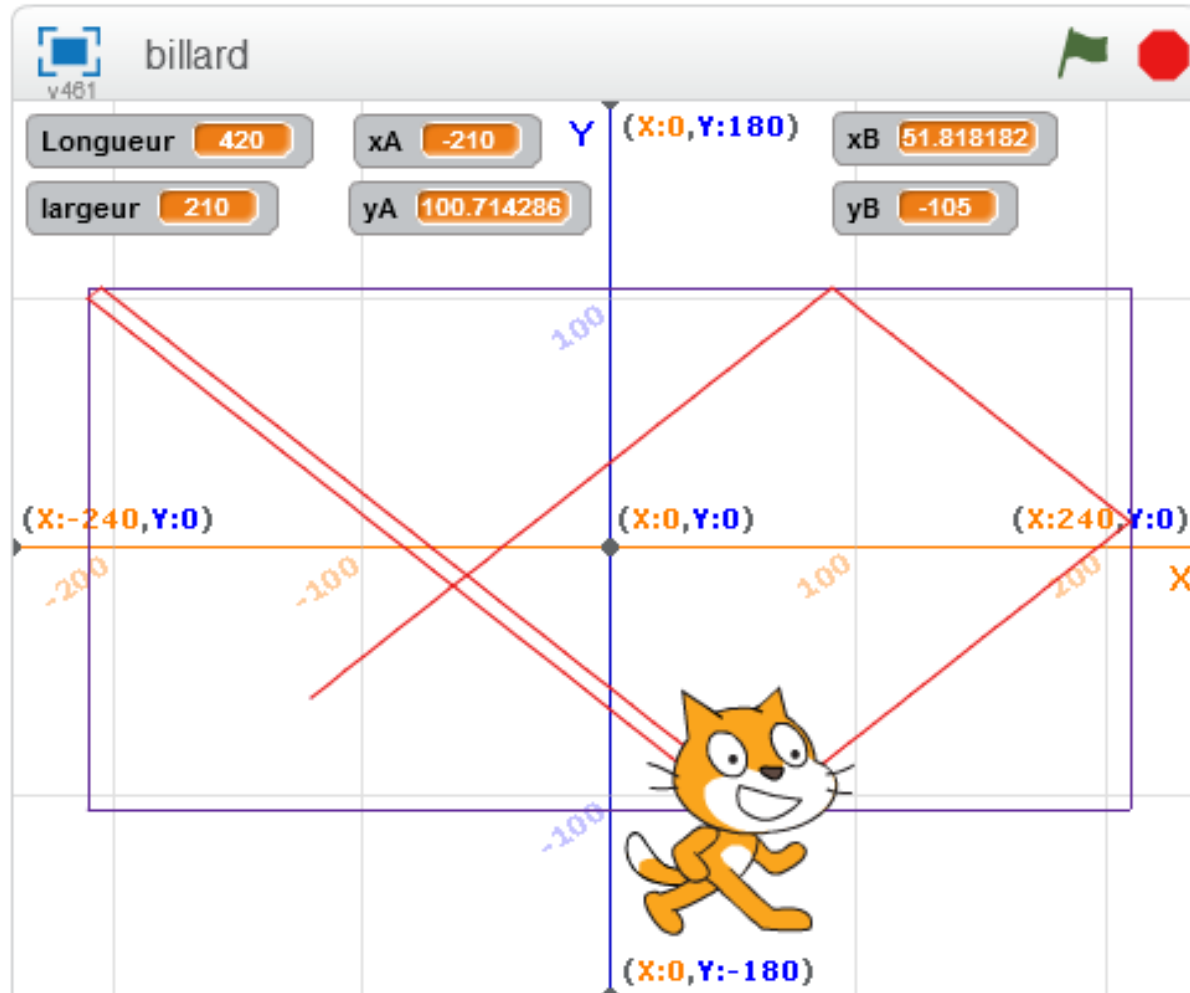 billard
v461
Longueur 420
xA -210
Y
(X:0,Y:180)
xB 51.818182
largeur 210
yA 100.714286
yB -105
100
(X:-240,Y:0)
(X:0,Y:0)
(X:240,Y:0)
-200
-100
100
200
X
-100
(X:0,Y:-180)